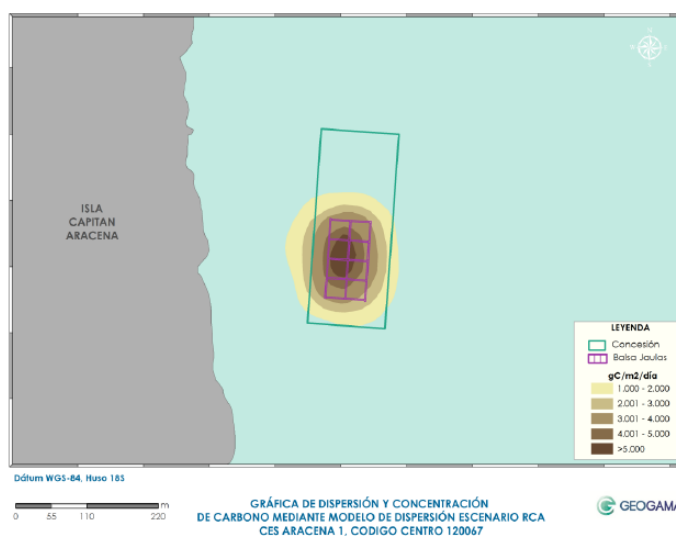 ISLA
CAPITAN
ARACENA
LEYENDA
Concesión
Balsa Jaulas
gC/m2/día
1.000 - 2.000
2.001 - 3.000
3.001 - 4.000
4.001 - 5.000
>5.000
Dátum WGS-84, Huso 18S
0 55 110 220 m
GRÁFICA DE DISPERSIÓN Y CONCENTRACIÓN
DE CARBONO MEDIANTE MODELO DE DISPERSIÓN ESCENARIO RCA
CES ARACENA 1, CODIGO CENTRO 120067
GEOGAMA